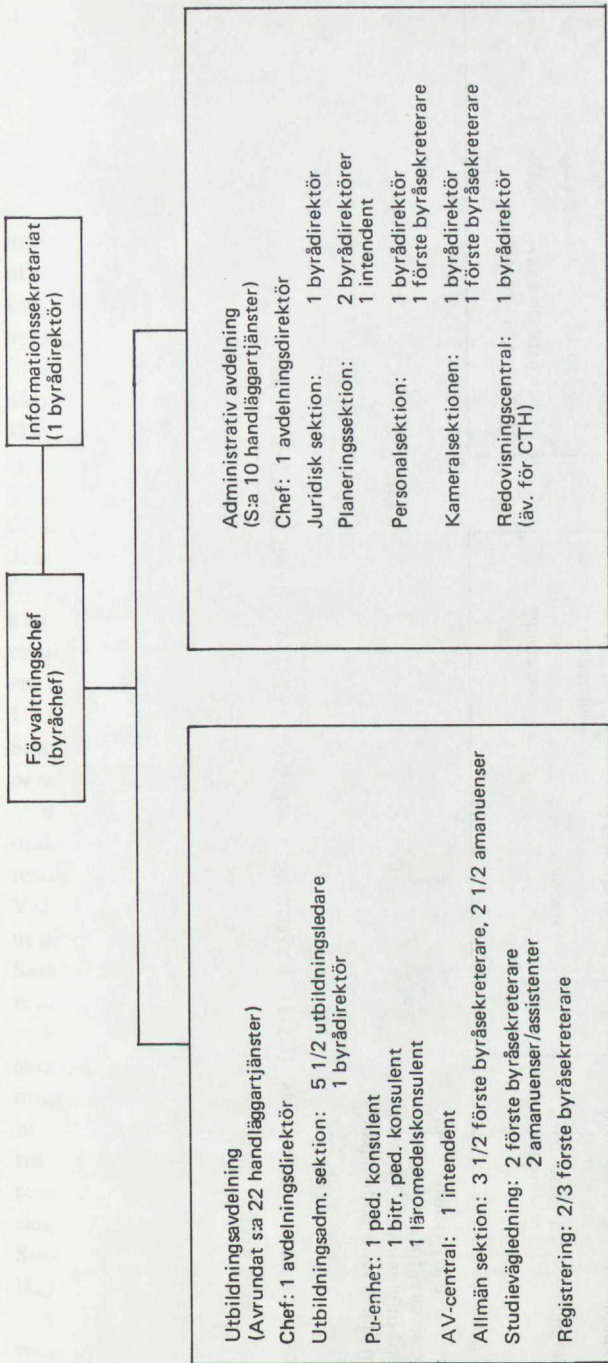 Förvaltningschef
(byråchef)
Informationssekretariat
(1 byrådirektör)
Utbildningsavdelning
(Avrundat s:a 22 handläggartjänster)
Chef: 1 avdelningsdirektör
Utbildningsadm. sektion: 5 1/2 utbildningsledare
1 byrådirektör
Pu-enhet: 1 ped. konsulent
1 bitr. ped. konsulent
1 läromedelskonsulent
AV-central: 1 intendent
Allmän sektion: 3 1/2 förste byråsekreterare, 2 1/2 amanuenser
Studievägledning: 2 förste byråsekreterare
2 amanuenser/assistenter
Registrering: 2/3 förste byråsekreterare
Administrativ avdelning
(S:a 10 handläggartjänster)
Chef: 1 avdelningsdirektör
Juridisk sektion: 1 byrådirektör
Planeringssektion: 2 byrådirektörer
1 intendent
Personalsektion: 1 byrådirektör
1 förste byråsekreterare
Kameralsektionen: 1 byrådirektör
1 förste byråsekreterare
Redovisningscentral: 1 byrådirektör
(äv. för CTH)